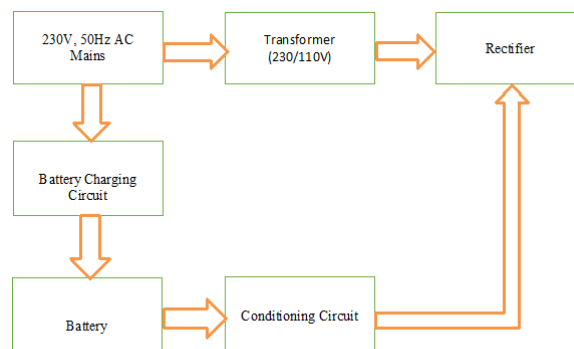 230V, 50Hz AC
Mains
Transformer
(230/110V)
Rectifier
Battery Charging
Circuit
Battery
Conditioning Circuit